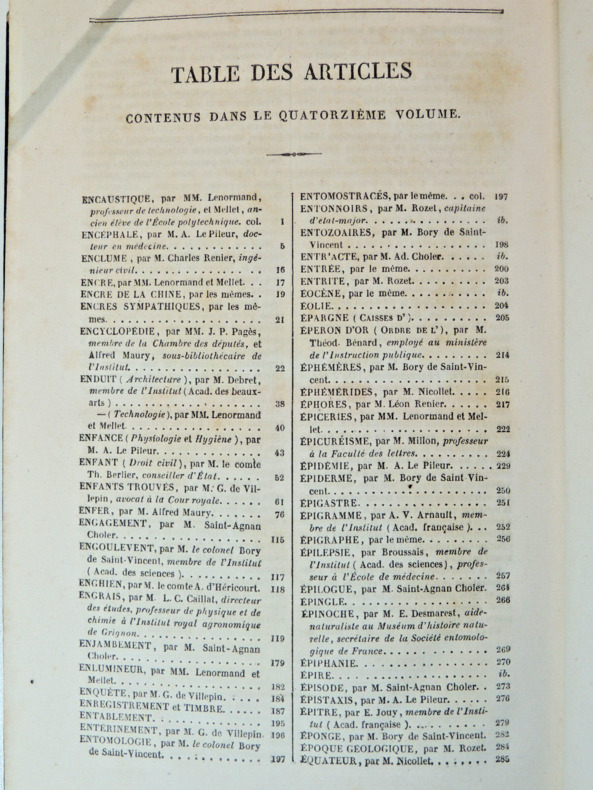 TABLE DES ARTICLES
CONTENUS DANS LE QUATORZIÈME VOLUME.
ENCAUSTIQUE, par MM. Lenormand,
professeur de technologie, et Mellet, an-
cien élève de l'École polytechnique. col. 1
ENCÉPHALE, par M. A. Le Pileur, doc-
teur en médecine. 5
ENCLUME, par M. Charles Renier, ingé-
nieur civil. 16
ENCRE, par MM. Lenormand et Mellet. 17
ENCRE DE LA CHINE, par les mêmes. 19
ENCRES SYMPATHIQUES, par les mê-
mes. 21
ENCYCLOPÉDIE, par MM. J. P. Pagès,
membre de la Chambre des députés, et
Alfred Maury, sous-bibliothécaire de
l'Institut. 22
ENDUIT (Architecture), par M. Debret,
membre de l'Institut (Acad. des beaux-
arts) 38
— (Technologie), par MM. Lenormand
et Mellet. 40
ENFANCE (Physiologie et Hygiène), par
M. A. Le Pileur. 43
ENFANT (Droit civil), par M. le comte
Th. Berlier, conseiller d'État. 52
ENFANTS TROUVÉS, par M. G. de Vil-
lepin, avocat à la Cour royale. 61
ENFER, par M. Alfred Maury. 76
ENGAGEMENT, par M. Saint-Agnan
Choler. 115
ENGOULEVENT, par M. le colonel Bory
de Saint-Vincent, membre de l'Institut
(Acad. des sciences). 117
ENGHIEN, par M. le comte A. d'Héricourt. 118
ENGRAIS, par M. L. C. Caillat, directeur
des études, professeur de physique et de
chimie à l'Institut royal agronomique
de Grignon. 119
ENJAMBEMENT, par M. Saint-Agnan
Choler. 179
ENLUMINEUR, par MM. Lenormand et
Mellet. 182
ENQUÊTE, par M. G. de Villepin. 184
ENREGISTREMENT et TIMBRE. 187
ENTABLEMENT. 195
ENTÉRINEMENT, par M. G. de Villepin. 196
ENTOMOLOGIE, par M. le colonel Bory
de Saint-Vincent. 197
ENTOMOSTRACÉS, par le même. col. 197
ENTONNOIRS, par M. Rozet, capitaine
d'état-major. ib.
ENTOZOAIRES, par M. Bory de Saint-
Vincent 198
ENTR'ACTE, par M. Ad. Choler. ib.
ENTRÉE, par le même. 200
ENTRITE, par M. Rozet. 203
ÉOCÈNE, par le même. ib.
EOLIE. 204
ÉPARGNE (CAISSES D'). 205
ÉPERON D'OR (ORDRE DE L'), par M.
Théod. Bénard, employé au ministère
de l'Instruction publique. 214
ÉPHÉMÈRES, par M. Bory de Saint-Vin-
cent. 215
ÉPHÉMÉRIDES, par M. Nicollet. 216
ÉPHORES, par M. Léon Renier. 217
ÉPICERIES, par MM. Lenormand et Mel-
let. 222
ÉPICURÉISME, par M. Millon, professeur
à la Faculté des lettres. 224
ÉPIDÉMIE, par M. A. Le Pileur. 229
ÉPIDERME, par M. Bory de Saint-Vin-
cent. 250
ÉPIGASTRE. 251
ÉPIGRAMME, par A. V. Arnault, mem-
bre de l'Institut (Acad. française). 252
ÉPIGRAPHE, par le même. 256
ÉPILEPSIE, par Broussais, membre de
l'Institut (Acad. des sciences), profes-
seur à l'École de médecine. 257
ÉPILOGUE, par M. Saint-Agnan Choler. 264
ÉPINGLE. 266
ÉPINOCHE, par M. E. Desmarest, aide-
naturaliste au Muséum d'histoire natu-
relle, secrétaire de la Société entomolo-
gique de France. 269
ÉPIPHANIE. 270
ÉPIRE. ib.
ÉPISODE, par M. Saint-Agnan Choler. 273
ÉPISTAXIS, par M. A. Le Pileur. 276
ÉPITRE, par E. Jouy, membre de l'Insti-
tut (Acad. française). 279
ÉPONGE, par M. Bory de Saint-Vincent. 282
ÉPOQUE GÉOLOGIQUE, par M. Rozet. 284
ÉQUATEUR, par M. Nicollet. 285